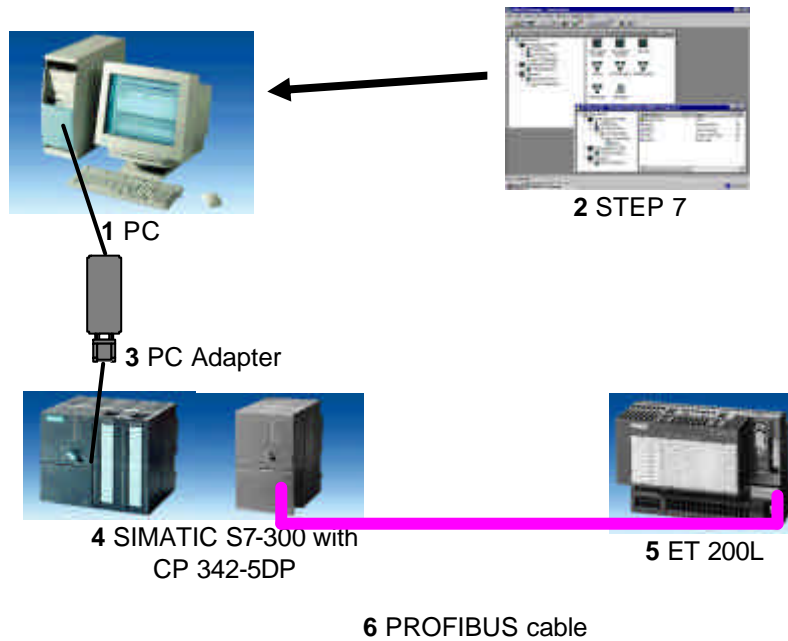 2 STEP 7
1 PC
3 PC Adapter
4 SIMATIC S7-300 with
CP 342-5DP
5 ET 200L
6 PROFIBUS cable